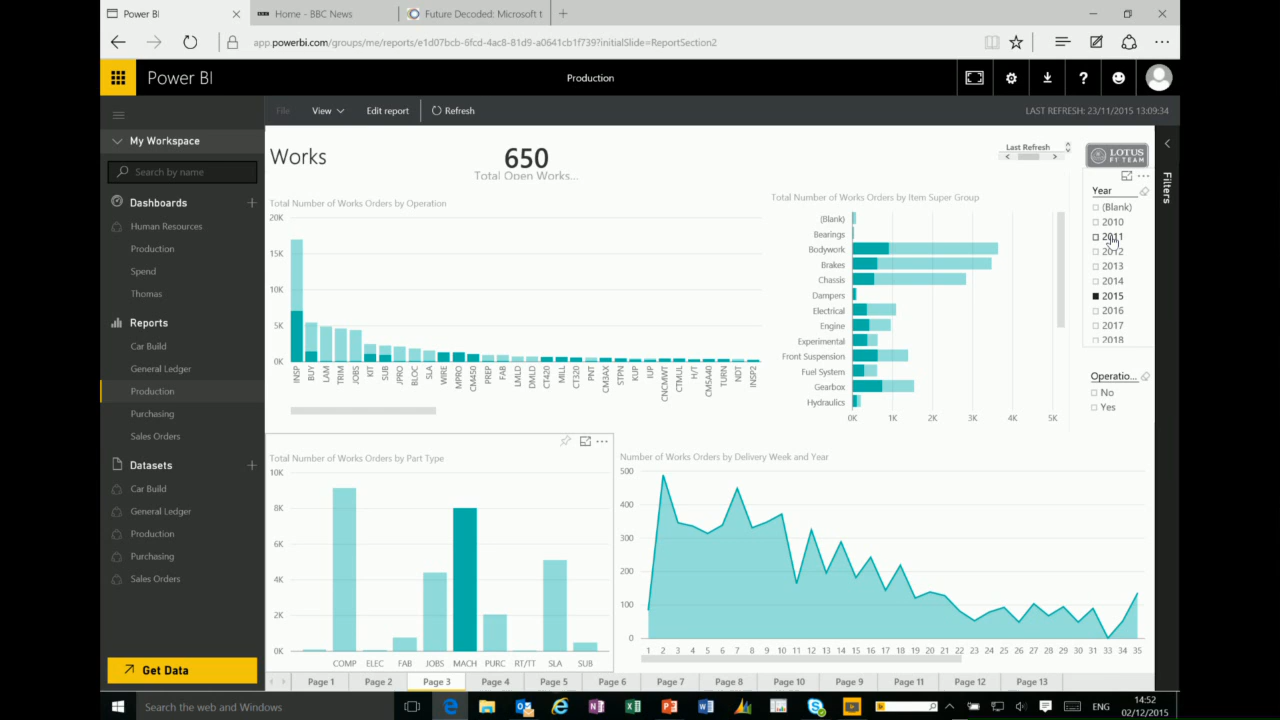 Power BI
Home - BBC News
Future Decoded: Microsoft t
app.powerbi.com/groups/me/reports/e1d07bcb-6fcd-4ac8-81d9-a0641cb1f739?initialSlide=ReportSection2
Power BI
Production
File
View
Edit report
Refresh
LAST REFRESH: 23/11/2015 13:09:34
My Workspace
Search by name
Dashboards
Human Resources
Production
Spend
Thomas
Reports
Car Build
General Ledger
Production
Purchasing
Sales Orders
Datasets
Car Build
General Ledger
Production
Purchasing
Sales Orders
Get Data
Works
650
Total Open Works...
Last Refresh
LOTUS
F1 TEAM
Filters
Total Number of Works Orders by Operation
20K
15K
10K
5K
0K
INSP BUY LAM TRIM JOBS KIT SUB JPRO BLOC SLA WIRE MPRO CM450 PREP FAB LMLD DMLD CT420 MILL CT320 PNT CM3AX STPN KUP IUP CNCMWT CTMUL H/T CM5A40 TURN NDT INSP2
Total Number of Works Orders by Item Super Group
(Blank)
Bearings
Bodywork
Brakes
Chassis
Dampers
Electrical
Engine
Experimental
Front Suspension
Fuel System
Gearbox
Hydraulics
0K 1K 2K 3K 4K 5K
Year
(Blank)
2010
2011
2012
2013
2014
2015
2016
2017
2018
Operatio...
No
Yes
Total Number of Works Orders by Part Type
10K
8K
6K
4K
2K
0K
COMP ELEC FAB JOBS MACH PURC RT/TT SLA SUB
Number of Works Orders by Delivery Week and Year
500
400
300
200
100
0
1 2 3 4 5 6 7 8 9 10 11 12 13 14 15 16 17 18 19 20 21 22 23 24 25 26 27 28 29 30 31 32 33 34 35
Page 1 Page 2 Page 3 Page 4 Page 5 Page 6 Page 7 Page 8 Page 10 Page 9 Page 11 Page 12 Page 13
Search the web and Windows
ENG
14:52
02/12/2015